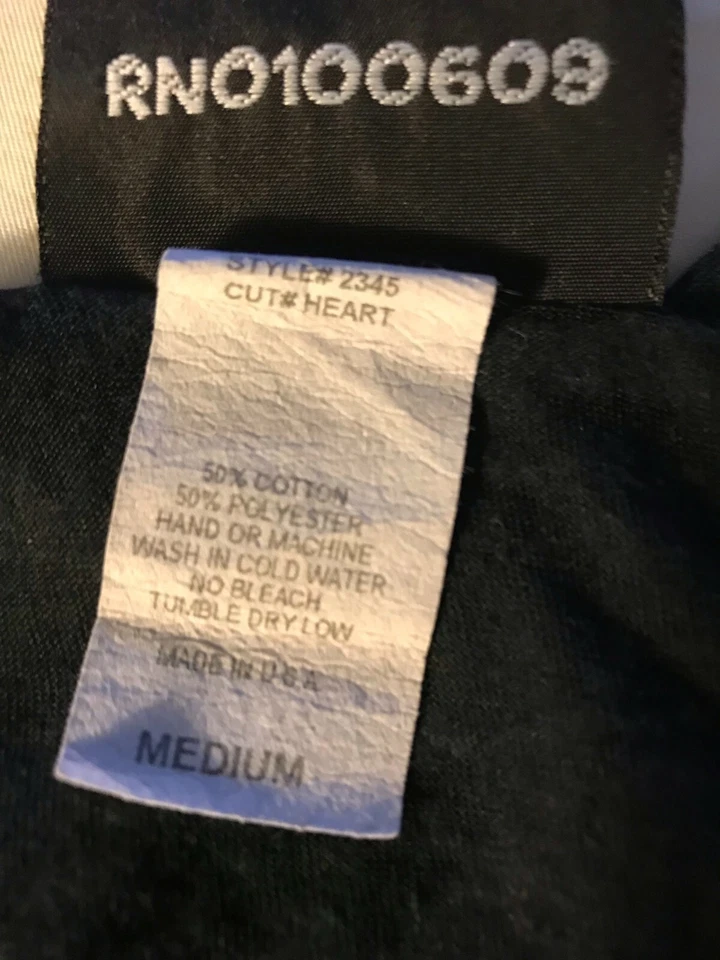 RN0100609
STYLE# 2345
CUT# HEART
50% COTTON
50% POLYESTER
HAND OR MACHINE
WASH IN COLD WATER
NO BLEACH
TUMBLE DRY LOW
MADE IN U S A
MEDIUM